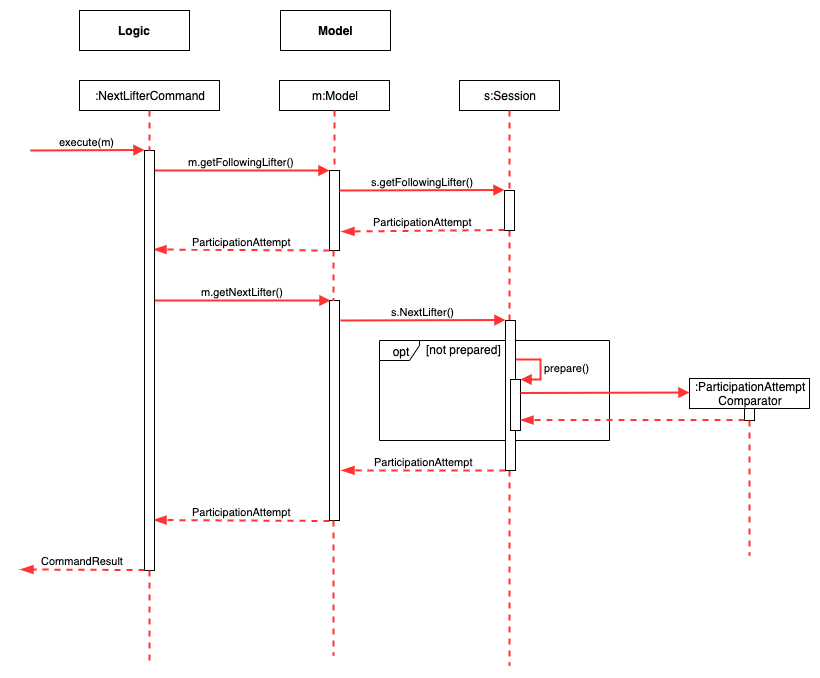 Logic
Model
:NextLifterCommand
m:Model
s:Session
execute(m)
m.getFollowingLifter()
s.getFollowingLifter()
ParticipationAttempt
ParticipationAttempt
m.getNextLifter()
s.NextLifter()
opt
[not prepared]
prepare()
:ParticipationAttempt
Comparator
ParticipationAttempt
ParticipationAttempt
CommandResult